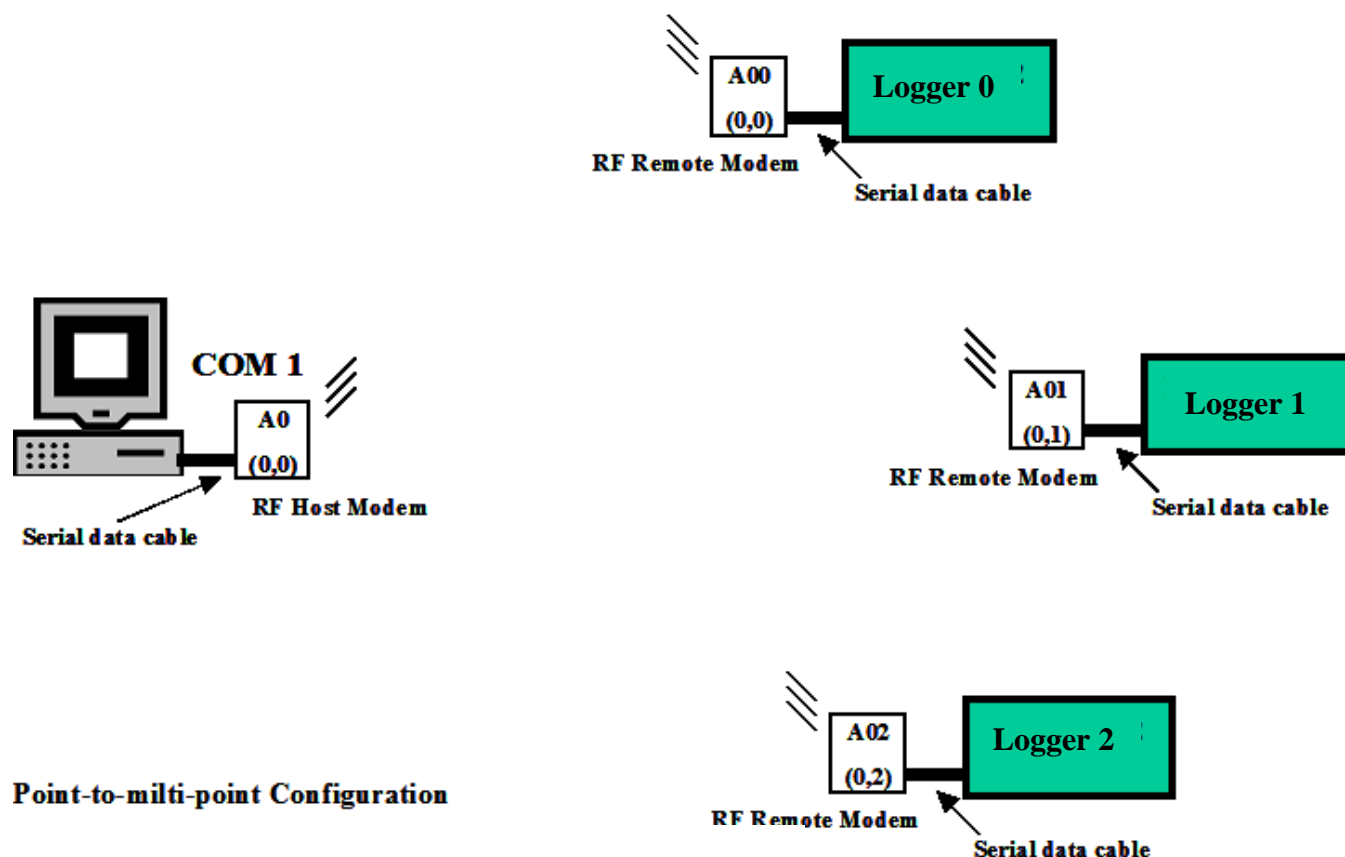 A00
(0,0)
Logger 0
RF Remote Modem
Serial data cable
COM 1
A0
(0,0)
RF Host Modem
Serial data cable
A01
(0,1)
Logger 1
RF Remote Modem
Serial data cable
A02
(0,2)
Logger 2
RF Remote Modem
Serial data cable
Point-to-milti-point Configuration